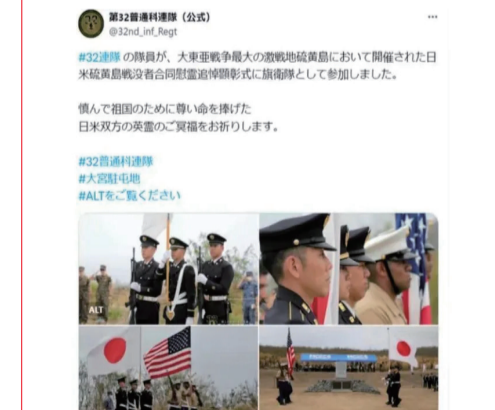 第32普通科連隊（公式）
@32nd_inf_Regt
#32連隊 の隊員が、大東亜戦争最大の激戦地硫黄島において開催された日
米硫黄島戦没者合同慰霊追悼顕彰式に旗衛隊として参加しました。
慎んで祖国のために尊い命を捧げた
日米双方の英霊のご冥福をお祈りします。
#32普通科連隊
#大宮駐屯地
#ALTをご覧ください
ALT